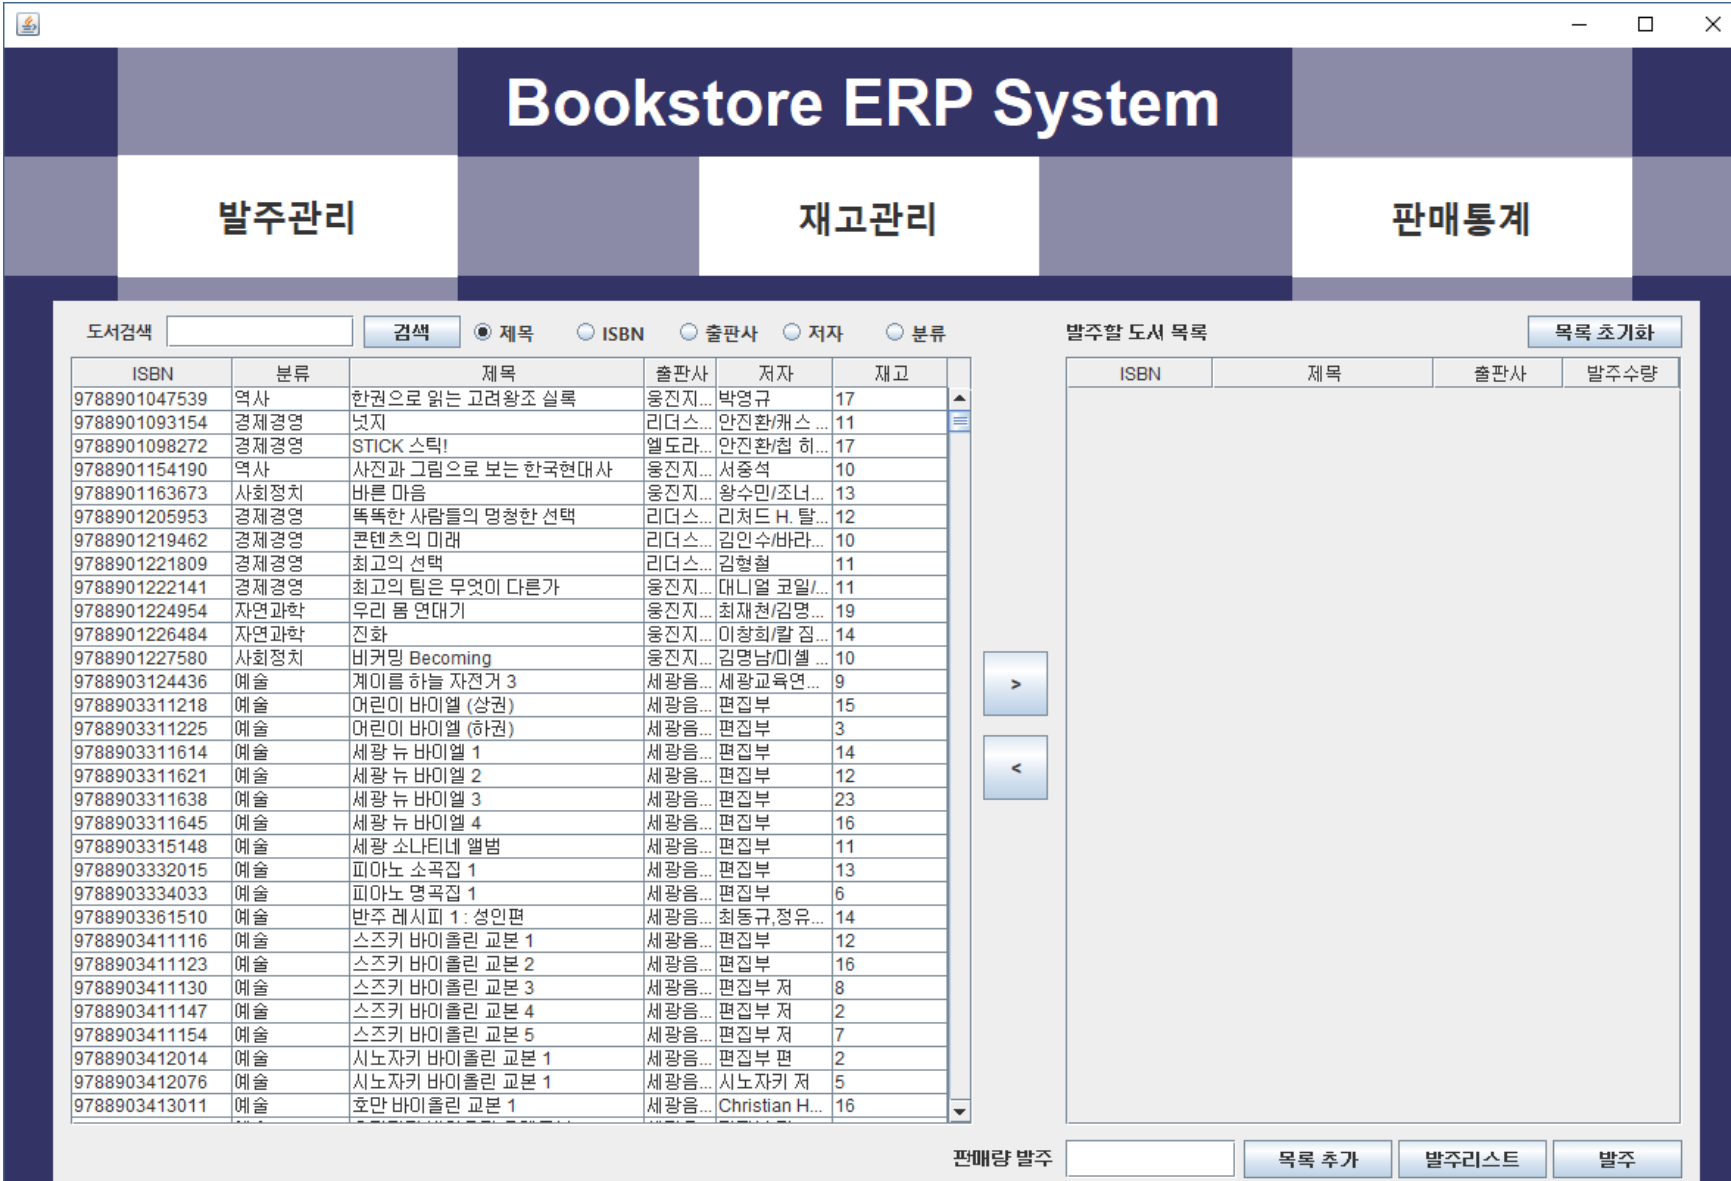 Bookstore ERP System
발주관리 재고관리 판매통계
도서검색 검색 제목 ISBN 출판사 저자 분류 발주할 도서 목록 목록 초기화
ISBN 분류 제목 출판사 저자 재고 ISBN 제목 출판사 발주수량
9788901047539 역사 한권으로 읽는 고려왕조 실록 웅진지... 박영규 17
9788901093154 경제경영 넛지 리더스... 안진환/캐스 ... 11
9788901098272 경제경영 STICK 스틱! 엘도라... 안진환/칩 히... 17
9788901154190 역사 사진과 그림으로 보는 한국현대사 웅진지... 서중석 10
9788901163673 사회정치 바른 마음 웅진지... 왕수민/조너... 13
9788901205953 경제경영 똑똑한 사람들의 멍청한 선택 리더스... 리처드 H. 탈... 12
9788901219462 경제경영 콘텐츠의 미래 리더스... 김인수/바라... 10
9788901221809 경제경영 최고의 선택 리더스... 김형철 11
9788901222141 경제경영 최고의 팀은 무엇이 다른가 웅진지... 대니얼 코일/... 11
9788901224954 자연과학 우리 몸 연대기 웅진지... 최재천/김명... 19
9788901226484 자연과학 진화 웅진지... 이창희/칼 짐... 14
9788901227580 사회정치 비커밍 Becoming 웅진지... 김명남/미셸 ... 10
9788903124436 예술 계이름 하늘 자전거 3 세광음... 세광교육연... 9
9788903311218 예술 어린이 바이엘 (상권) 세광음... 편집부 15
9788903311225 예술 어린이 바이엘 (하권) 세광음... 편집부 3
9788903311614 예술 세광 뉴 바이엘 1 세광음... 편집부 14
9788903311621 예술 세광 뉴 바이엘 2 세광음... 편집부 12
9788903311638 예술 세광 뉴 바이엘 3 세광음... 편집부 23
9788903311645 예술 세광 뉴 바이엘 4 세광음... 편집부 16
9788903315148 예술 세광 소나티네 앨범 세광음... 편집부 11
9788903332015 예술 피아노 소곡집 1 세광음... 편집부 13
9788903334033 예술 피아노 명곡집 1 세광음... 편집부 6
9788903361510 예술 반주 레시피 1 : 성인편 세광음... 최동규,정유... 14
9788903411116 예술 스즈키 바이올린 교본 1 세광음... 편집부 12
9788903411123 예술 스즈키 바이올린 교본 2 세광음... 편집부 16
9788903411130 예술 스즈키 바이올린 교본 3 세광음... 편집부 저 8
9788903411147 예술 스즈키 바이올린 교본 4 세광음... 편집부 저 2
9788903411154 예술 스즈키 바이올린 교본 5 세광음... 편집부 저 7
9788903412014 예술 시노자키 바이올린 교본 1 세광음... 편집부 편 2
9788903412076 예술 시노자키 바이올린 교본 1 세광음... 시노자키 저 5
9788903413011 예술 호만 바이올린 교본 1 세광음... Christian H... 16
>
<
판매량 발주 목록 추가 발주리스트 발주